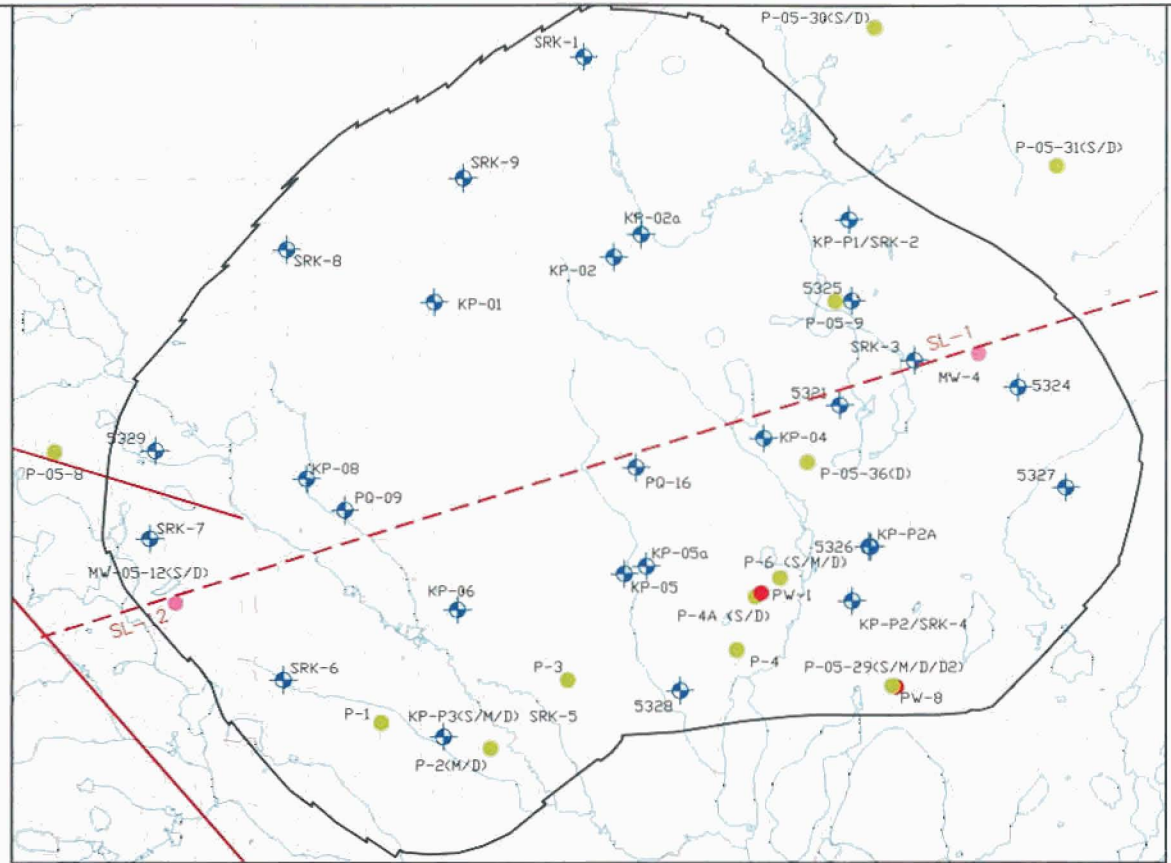 P-05-30(S/D)
SRK-1
P-05-31(S/D)
SRK-9
KP-02a
KP-P1/SRK-2
SRK-8
KP-02
KP-01
5325
P-05-9
SL-1
SRK-3
MW-4
5324
5321
KP-04
5329
P-05-8
KP-08
PQ-16
P-05-36(D)
5327
PQ-09
SRK-7
KP-P2A
5326
KP-05a
P-6 (S/M/D)
MW-05-12(S/D)
KP-05
KP-06
PW-1
P-4A (S/D)
SL-12
KP-P2/SRK-4
P-4
SRK-6
P-3
P-05-29(S/M/D/D2)
5328
PW-8
P-1
KP-P3(S/M/D) SRK-5
P-2(M/D)